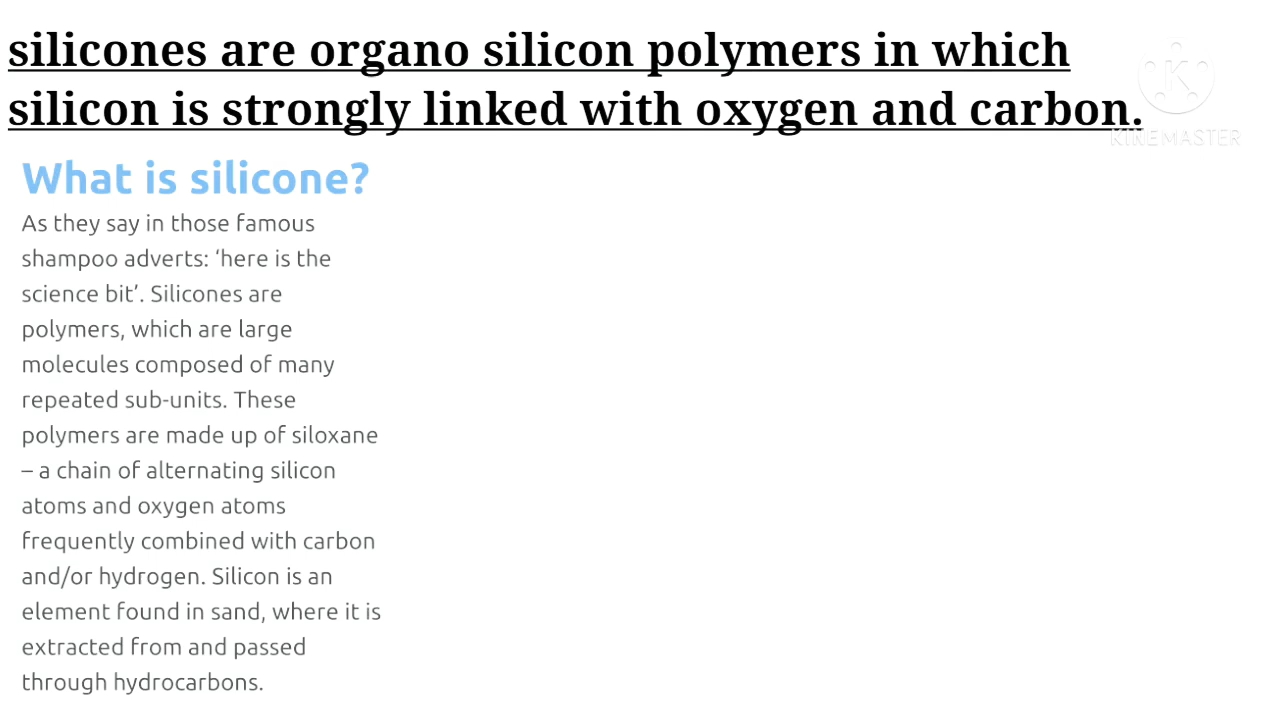 silicones are organo silicon polymers in which
silicon is strongly linked with oxygen and carbon.
K
KINEMASTER
What is silicone?
As they say in those famous
shampoo adverts: ‘here is the
science bit’. Silicones are
polymers, which are large
molecules composed of many
repeated sub-units. These
polymers are made up of siloxane
– a chain of alternating silicon
atoms and oxygen atoms
frequently combined with carbon
and/or hydrogen. Silicon is an
element found in sand, where it is
extracted from and passed
through hydrocarbons.